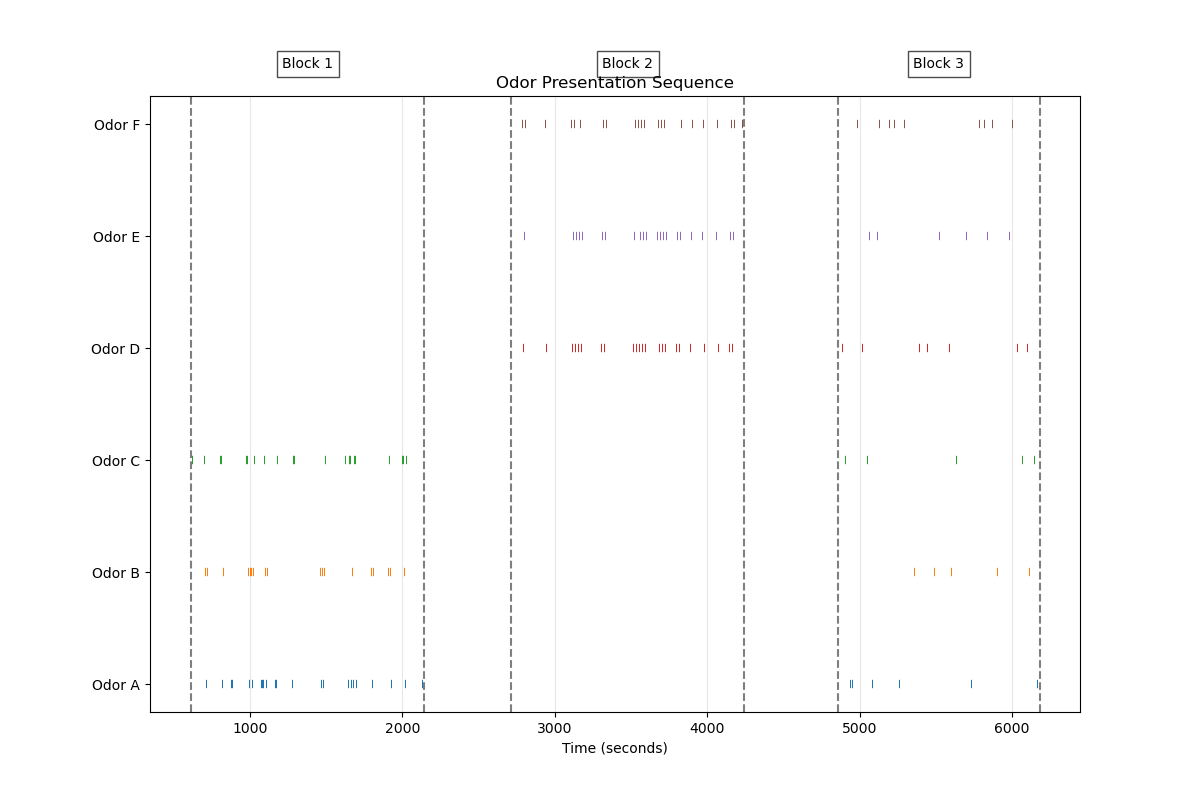 Block 1
Block 2
Block 3
Odor Presentation Sequence
Odor F
Odor E
Odor D
Odor C
Odor B
Odor A
1000
2000
3000
4000
5000
6000
Time (seconds)